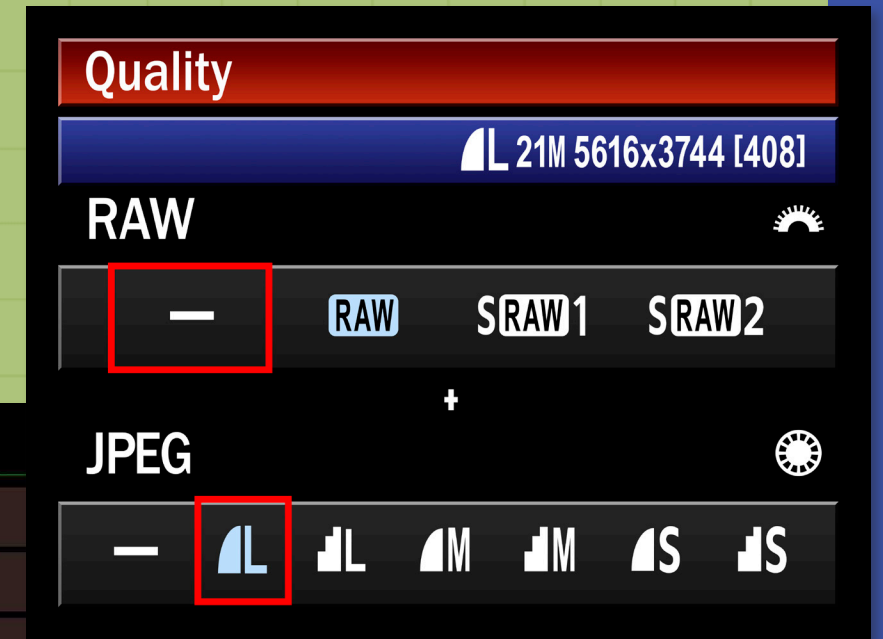 Quality
L 21M 5616x3744 [408]
RAW
— RAW SRAW1 SRAW2
+
JPEG
— L L M M S S